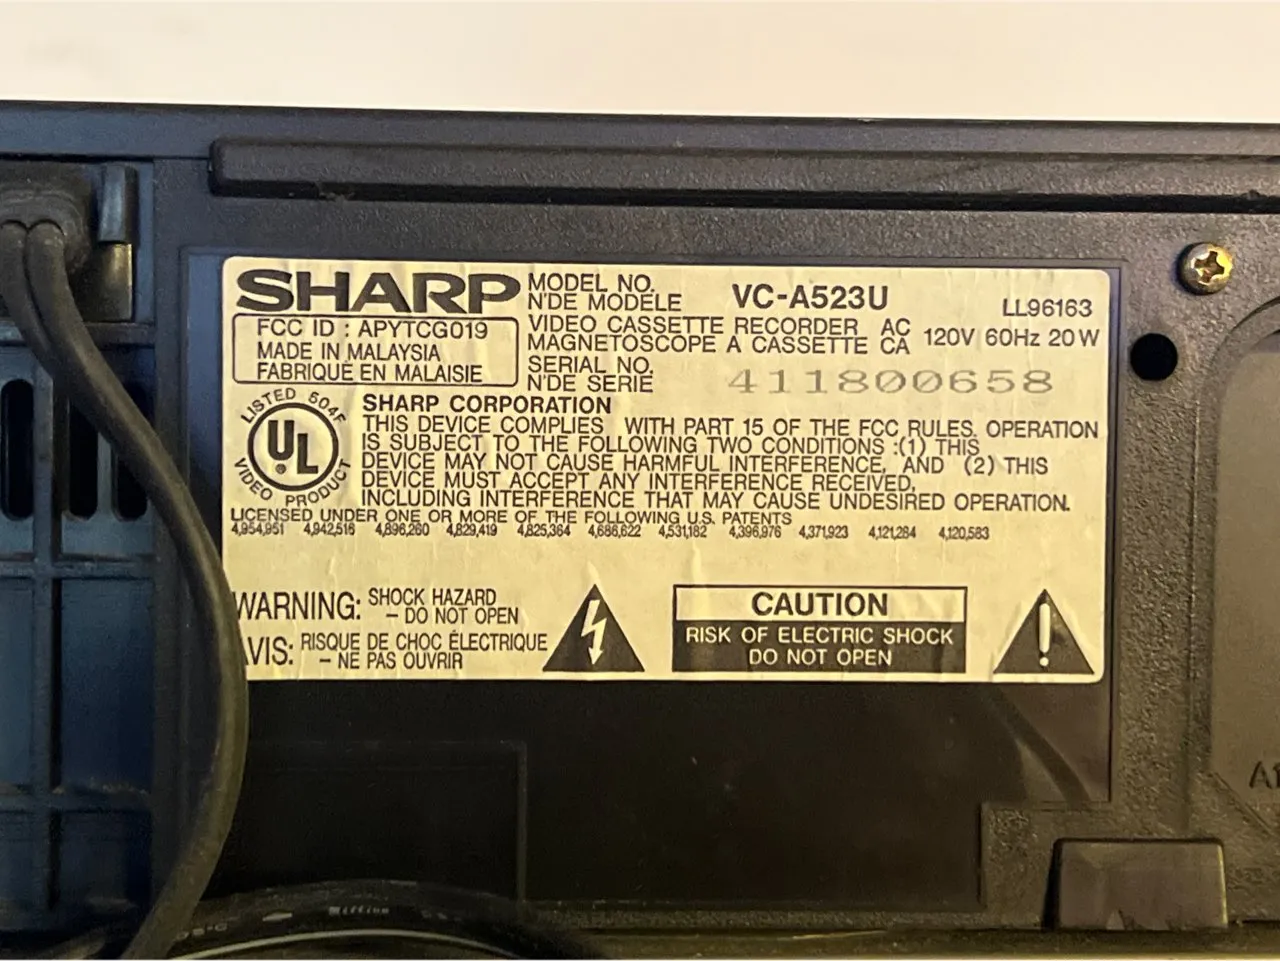 SHARP
MODEL NO.
N'DE MODÈLE
VC-A523U
LL96163
FCC ID : APYTCG019
MADE IN MALAYSIA
FABRIQUÉ EN MALAISIE
VIDEO CASSETTE RECORDER AC
MAGNETOSCOPE A CASSETTE CA
120V 60Hz 20W
SERIAL NO.
N'DE SERIE
411800658
LISTED 504F
UL
VIDEO PRODUCT
SHARP CORPORATION
THIS DEVICE COMPLIES WITH PART 15 OF THE FCC RULES. OPERATION
IS SUBJECT TO THE FOLLOWING TWO CONDITIONS :(1) THIS
DEVICE MAY NOT CAUSE HARMFUL INTERFERENCE, AND (2) THIS
DEVICE MUST ACCEPT ANY INTERFERENCE RECEIVED,
INCLUDING INTERFERENCE THAT MAY CAUSE UNDESIRED OPERATION.
LICENSED UNDER ONE OR MORE OF THE FOLLOWING U.S. PATENTS
4,954,951 4,942,516 4,896,260 4,829,419 4,825,364 4,686,622 4,531,182 4,396,976 4,371,923 4,121,284 4,120,583
WARNING: SHOCK HAZARD
– DO NOT OPEN
AVIS: RISQUE DE CHOC ÉLECTRIQUE
– NE PAS OUVRIR
CAUTION
RISK OF ELECTRIC SHOCK
DO NOT OPEN